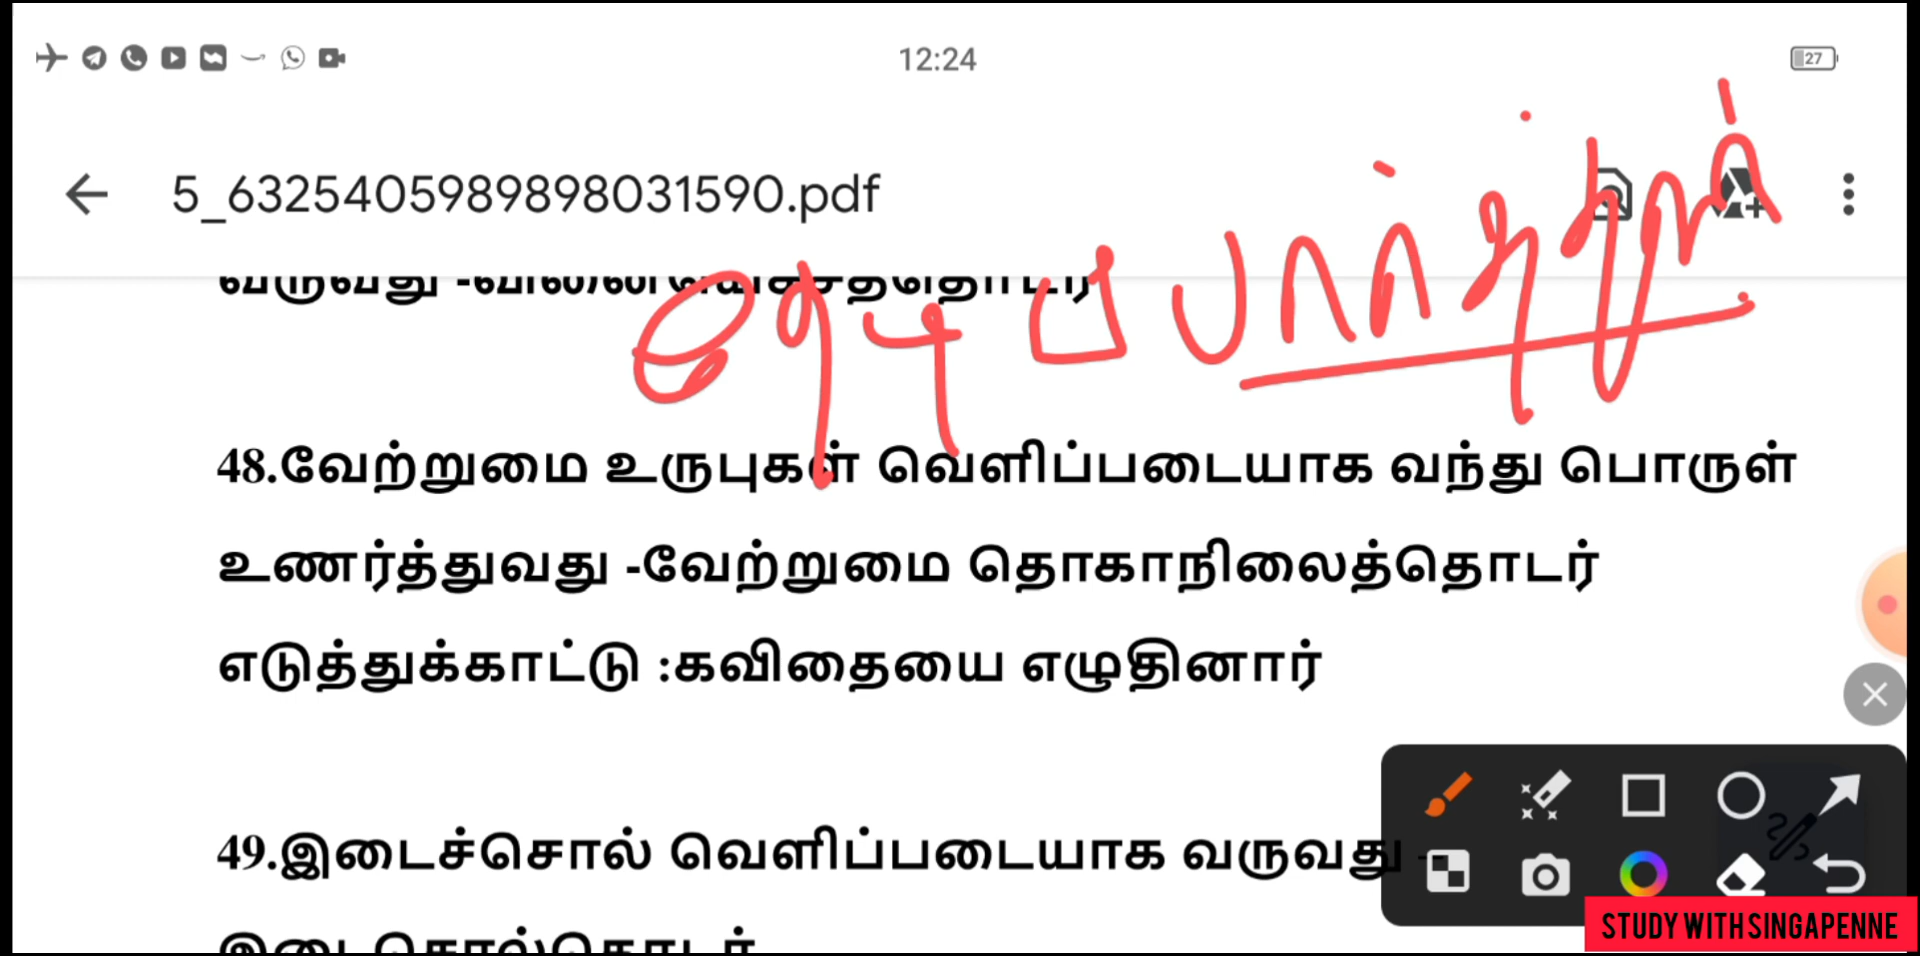 12:24
27
5_6325405989898031590.pdf
தேடிப் பார்த்தான்
48.வேற்றுமை உருபுகள் வெளிப்படையாக வந்து பொருள்
உணர்த்துவது -வேற்றுமை தொகாநிலைத்தொடர்
எடுத்துக்காட்டு :கவிதையை எழுதினார்
49.இடைச்சொல் வெளிப்படையாக வருவது -
STUDY WITH SINGAPENNE